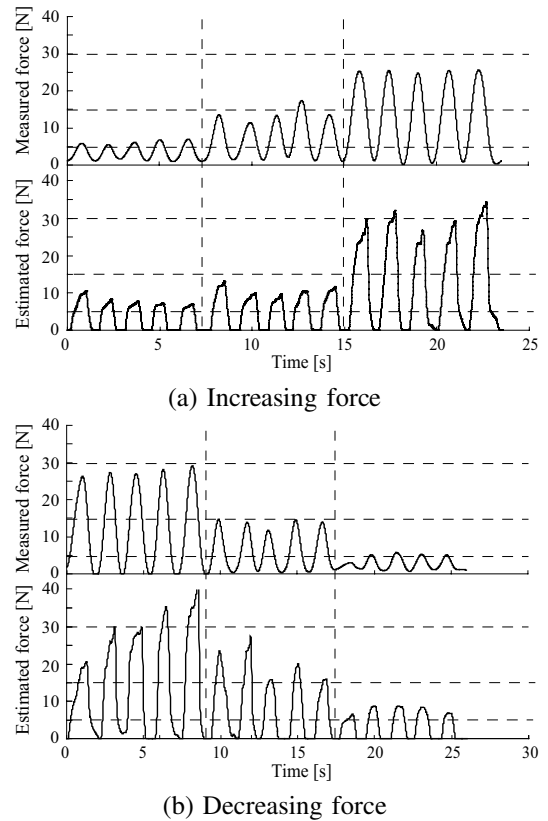 Measured force [N]
40
30
20
10
0
Estimated force [N]
40
30
20
10
0
0 5 10 15 20 25
Time [s]
(a) Increasing force
Measured force [N]
40
30
20
10
0
Estimated force [N]
40
30
20
10
0
0 5 10 15 20 25 30
Time [s]
(b) Decreasing force